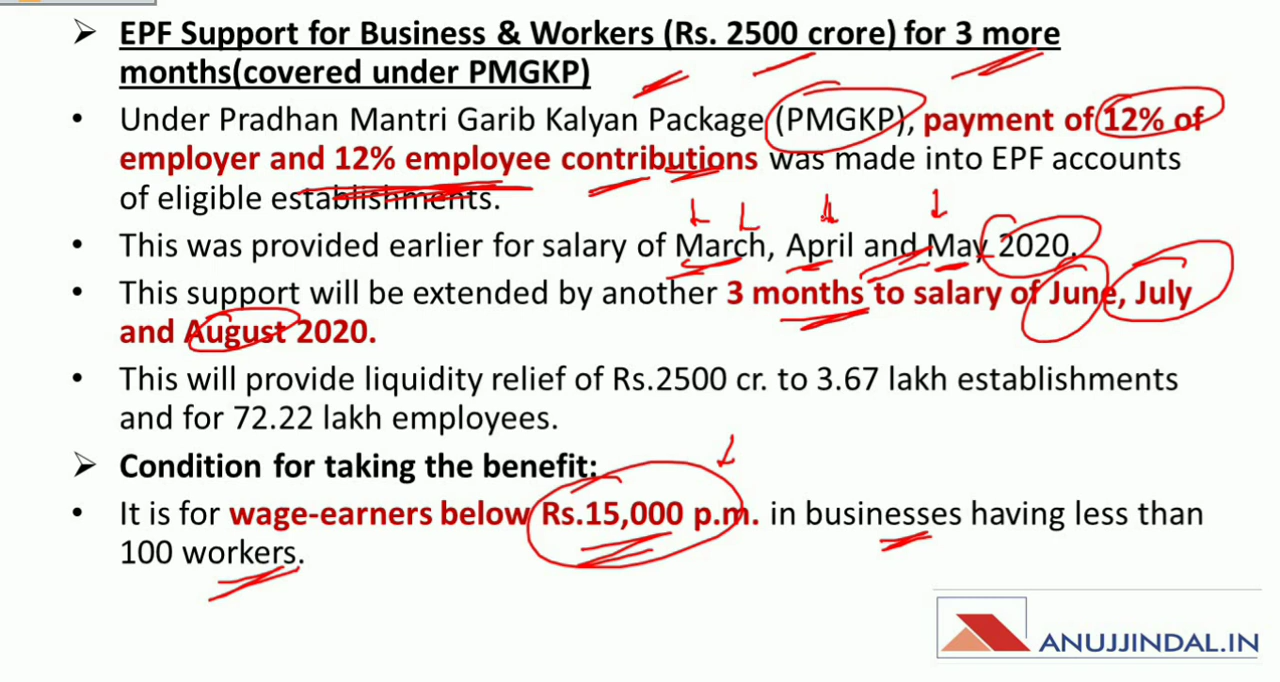 ➢ EPF Support for Business & Workers (Rs. 2500 crore) for 3 more
months(covered under PMGKP)
• Under Pradhan Mantri Garib Kalyan Package (PMGKP), payment of 12% of
employer and 12% employee contributions was made into EPF accounts
of eligible establishments.
• This was provided earlier for salary of March, April and May 2020.
• This support will be extended by another 3 months to salary of June, July
and August 2020.
• This will provide liquidity relief of Rs.2500 cr. to 3.67 lakh establishments
and for 72.22 lakh employees.
➢ Condition for taking the benefit:
• It is for wage-earners below Rs.15,000 p.m. in businesses having less than
100 workers.
ANUJJINDAL.IN